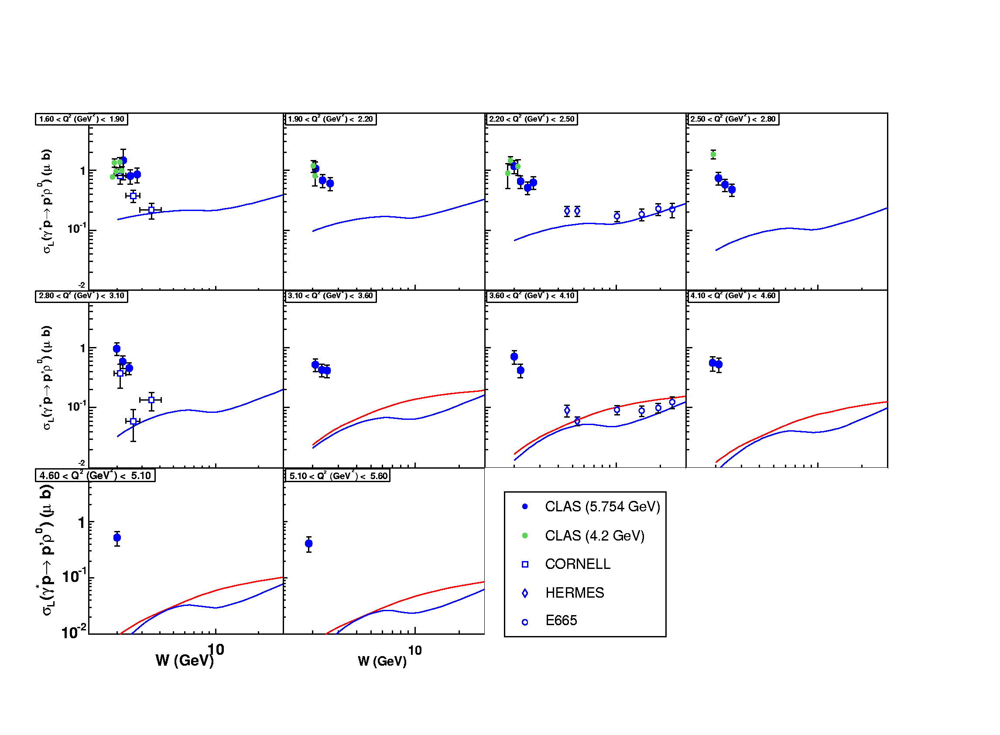 1.60 < Q² (GeV²) < 1.90
1.90 < Q² (GeV²) < 2.20
2.20 < Q² (GeV²) < 2.50
2.50 < Q² (GeV²) < 2.80
σL(γ*p→ p'ρ⁰) (μ b)
1
10⁻¹
-2
2.80 < Q² (GeV²) < 3.10
3.10 < Q² (GeV²) < 3.60
3.60 < Q² (GeV²) < 4.10
4.10 < Q² (GeV²) < 4.60
σL(γ*p→ p'ρ⁰) (μ b)
1
10⁻¹
-2
4.60 < Q² (GeV²) < 5.10
5.10 < Q² (GeV²) < 5.60
σL(γ*p→ p'ρ⁰) (μ b)
1
10⁻¹
10⁻²
10
W (GeV)
10
W (GeV)
CLAS (5.754 GeV)
CLAS (4.2 GeV)
CORNELL
HERMES
E665